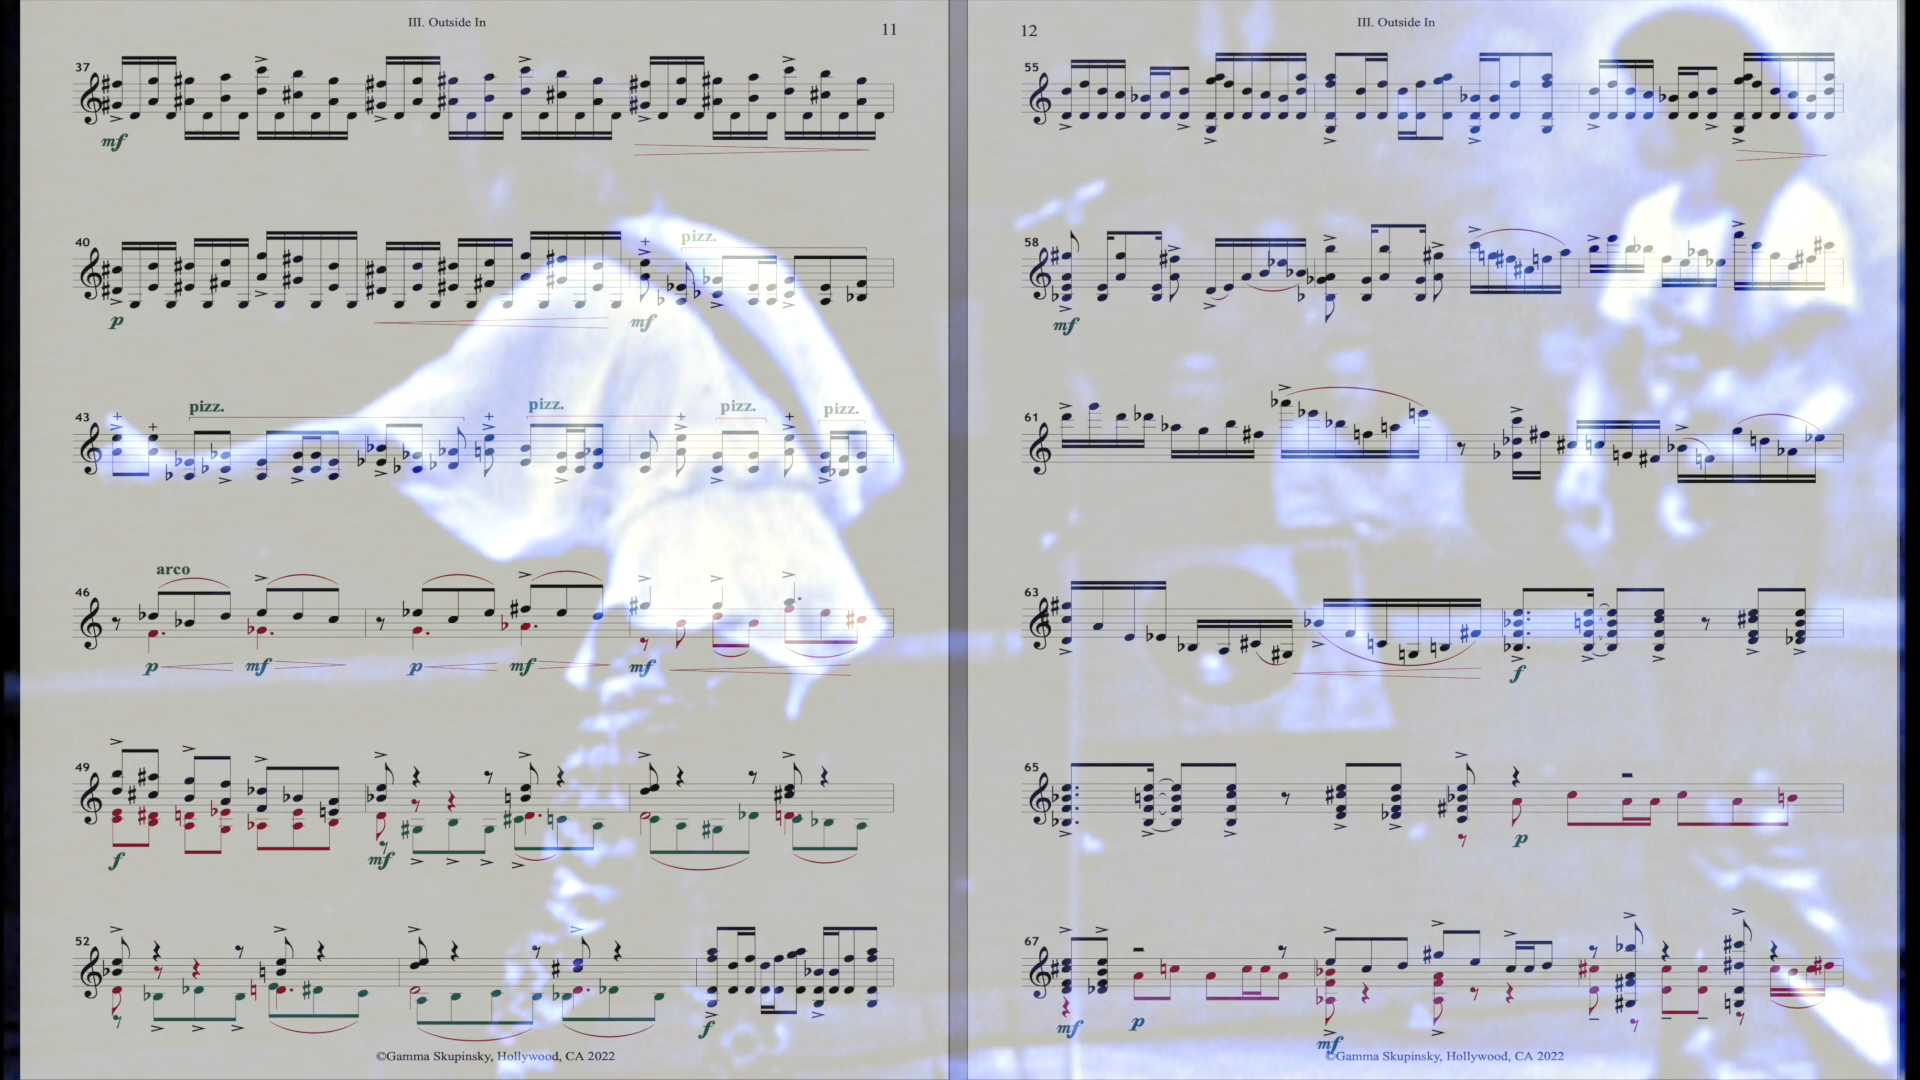 III. Outside In
11
37
mf
40
pizz.
p
mf
43
pizz.
pizz.
pizz.
pizz.
arco
46
p
mf
p
mf
mf
49
f
mf
52
f
©Gamma Skupinsky, Hollywood, CA 2022
III. Outside In
12
55
58
mf
61
63
f
65
p
67
mf
p
mf
©Gamma Skupinsky, Hollywood, CA 2022